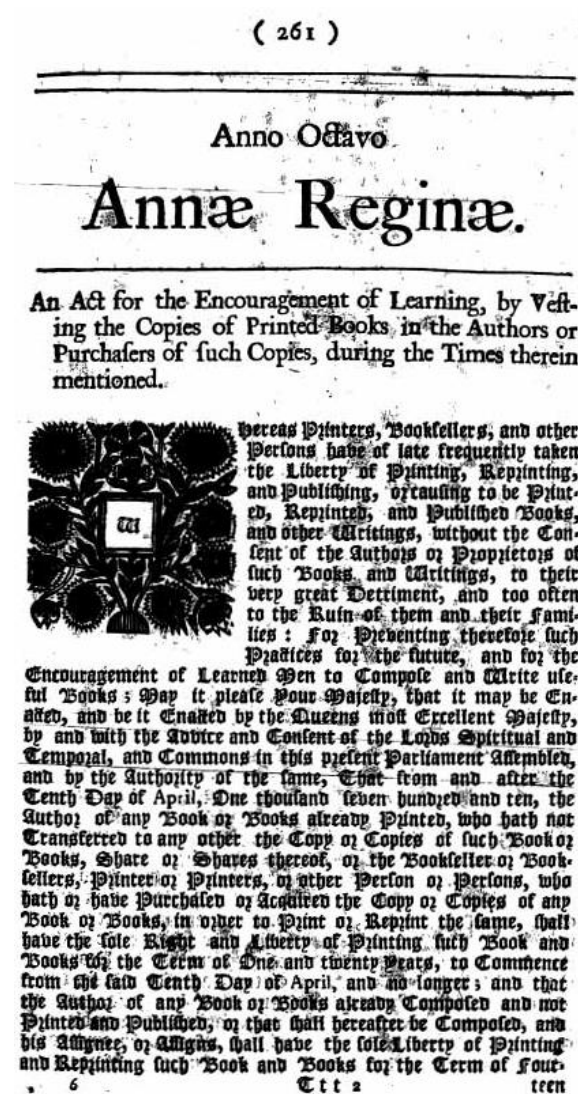 ( 261 )
Anno Octavo
Annæ Reginæ.
An Act for the Encouragement of Learning, by Veſt-
ing the Copies of Printed Books in the Authors or
Purchaſers of ſuch Copies, during the Times therein
mentioned.
Whereas Printers, Bookſellers, and other
Perſons have of late frequently taken
the Liberty of Printing, Reprinting,
and Publiſhing, or cauſing to be Print-
ed, Reprinted, and Publiſhed Books,
and other Writings, without the Con-
ſent of the Authors or Proprietors of
ſuch Books and Writings, to their
very great Detriment, and too often
to the Ruin of them and their Fami-
lies: For Preventing therefore ſuch
Practices for the future, and for the
Encouragement of Learned Men to Compoſe and Write uſe-
ful Books; May it pleaſe Your Majeſty, that it may be En-
acted, and be it Enacted by the Queens moſt Excellent Majeſty,
by and with the Advice and Conſent of the Lords Spiritual and
Temporal, and Commons in this preſent Parliament Aſſembled,
and by the Authority of the ſame, That from and after the
Tenth Day of April, One thouſand ſeven hundred and ten, the
Author of any Book or Books already Printed, who hath not
Transferred to any other the Copy or Copies of ſuch Book or
Books, Share or Shares thereof, or the Bookſeller or Book-
ſellers, Printer or Printers, or other Perſon or Perſons, who
hath or have Purchaſed or Acquired the Copy or Copies of any
Book or Books, in order to Print or Reprint the ſame, ſhall
have the ſole Right and Liberty of Printing ſuch Book and
Books for the Term of One and twenty Years, to Commence
from the ſaid Tenth Day of April, and no longer; and that
the Author of any Book or Books already Compoſed and not
Printed and Publiſhed, or that ſhall hereafter be Compoſed, and
his Aſſignee, or Aſſigns, ſhall have the ſole Liberty of Printing
and Reprinting ſuch Book and Books for the Term of Four-
6 Ttt 2 teen